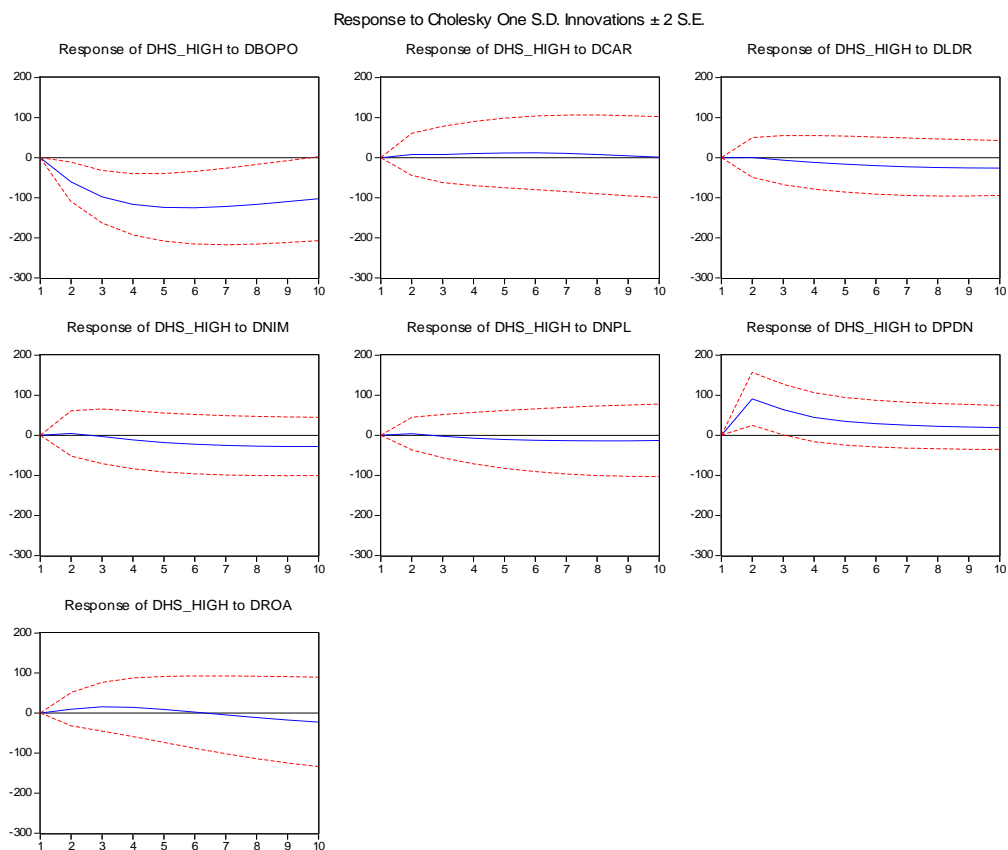 Response to Cholesky One S.D. Innovations ± 2 S.E.
Response of DHS_HIGH to DBOPO
200
100
0
-100
-200
-300
1 2 3 4 5 6 7 8 9 10
Response of DHS_HIGH to DCAR
200
100
0
-100
-200
-300
1 2 3 4 5 6 7 8 9 10
Response of DHS_HIGH to DLDR
200
100
0
-100
-200
-300
1 2 3 4 5 6 7 8 9 10
Response of DHS_HIGH to DNIM
200
100
0
-100
-200
-300
1 2 3 4 5 6 7 8 9 10
Response of DHS_HIGH to DNPL
200
100
0
-100
-200
-300
1 2 3 4 5 6 7 8 9 10
Response of DHS_HIGH to DPDN
200
100
0
-100
-200
-300
1 2 3 4 5 6 7 8 9 10
Response of DHS_HIGH to DROA
200
100
0
-100
-200
-300
1 2 3 4 5 6 7 8 9 10